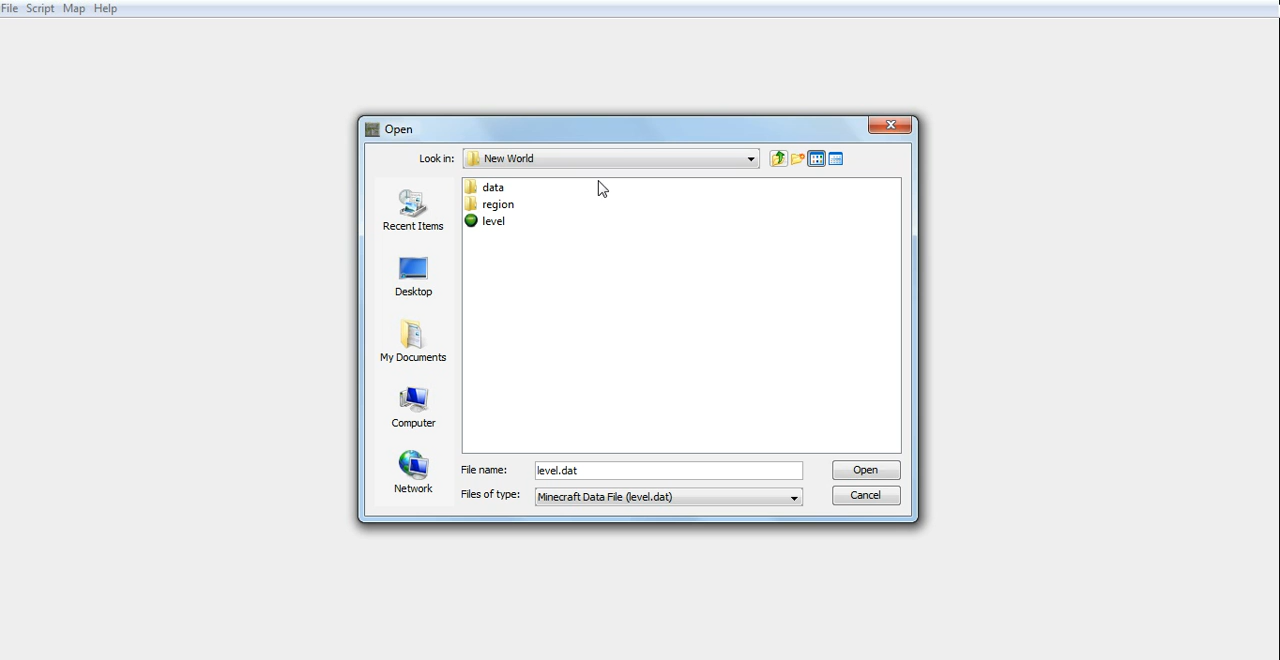 File Script Map Help
Open
Look in: New World
data
region
level
Recent Items
Desktop
My Documents
Computer
Network
File name: level.dat Open
Files of type: Minecraft Data File (level.dat) Cancel